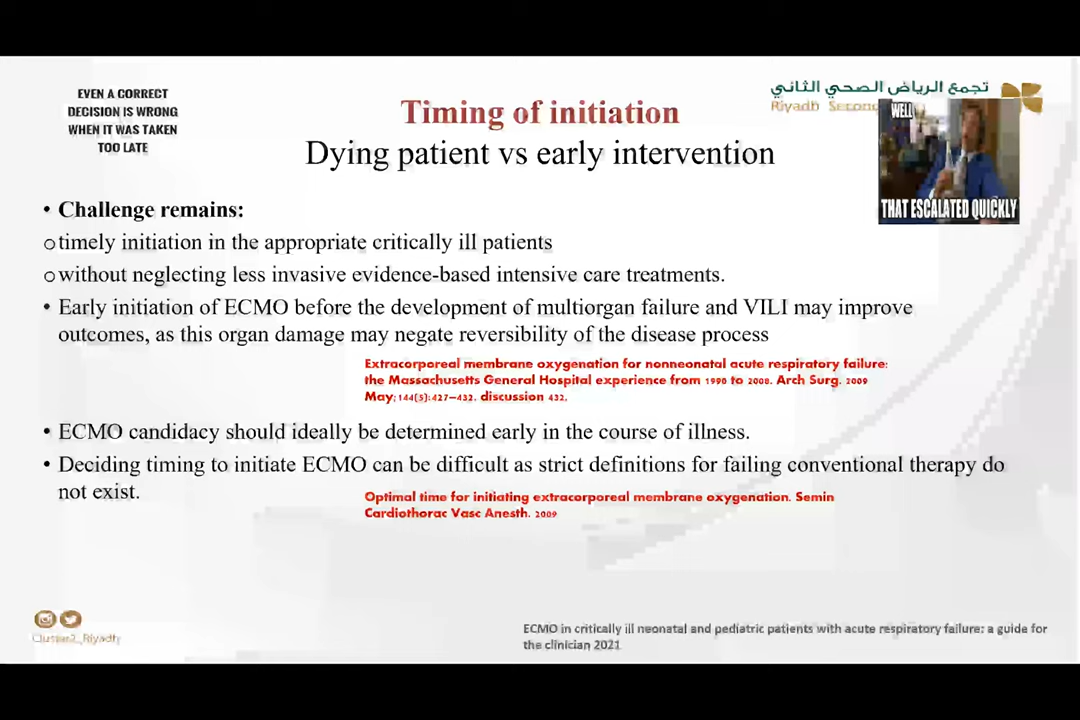 EVEN A CORRECT
DECISION IS WRONG
WHEN IT WAS TAKEN
TOO LATE
Timing of initiation
Dying patient vs early intervention
تجمع الرياض الصحي الثاني
Riyadh
WELL
THAT ESCALATED QUICKLY
• Challenge remains:
o timely initiation in the appropriate critically ill patients
o without neglecting less invasive evidence-based intensive care treatments.
• Early initiation of ECMO before the development of multiorgan failure and VILI may improve
outcomes, as this organ damage may negate reversibility of the disease process
Extracorporeal membrane oxygenation for nonneonatal acute respiratory failure:
the Massachusetts General Hospital experience from 1990 to 2008. Arch Surg. 2009
May; 144(5):427–432. discussion 432.
• ECMO candidacy should ideally be determined early in the course of illness.
• Deciding timing to initiate ECMO can be difficult as strict definitions for failing conventional therapy do
not exist.
Optimal time for initiating extracorporeal membrane oxygenation. Semin
Cardiothorac Vasc Anesth. 2009
Cluster2_Riyadh
ECMO in critically ill neonatal and pediatric patients with acute respiratory failure: a guide for
the clinician 2021